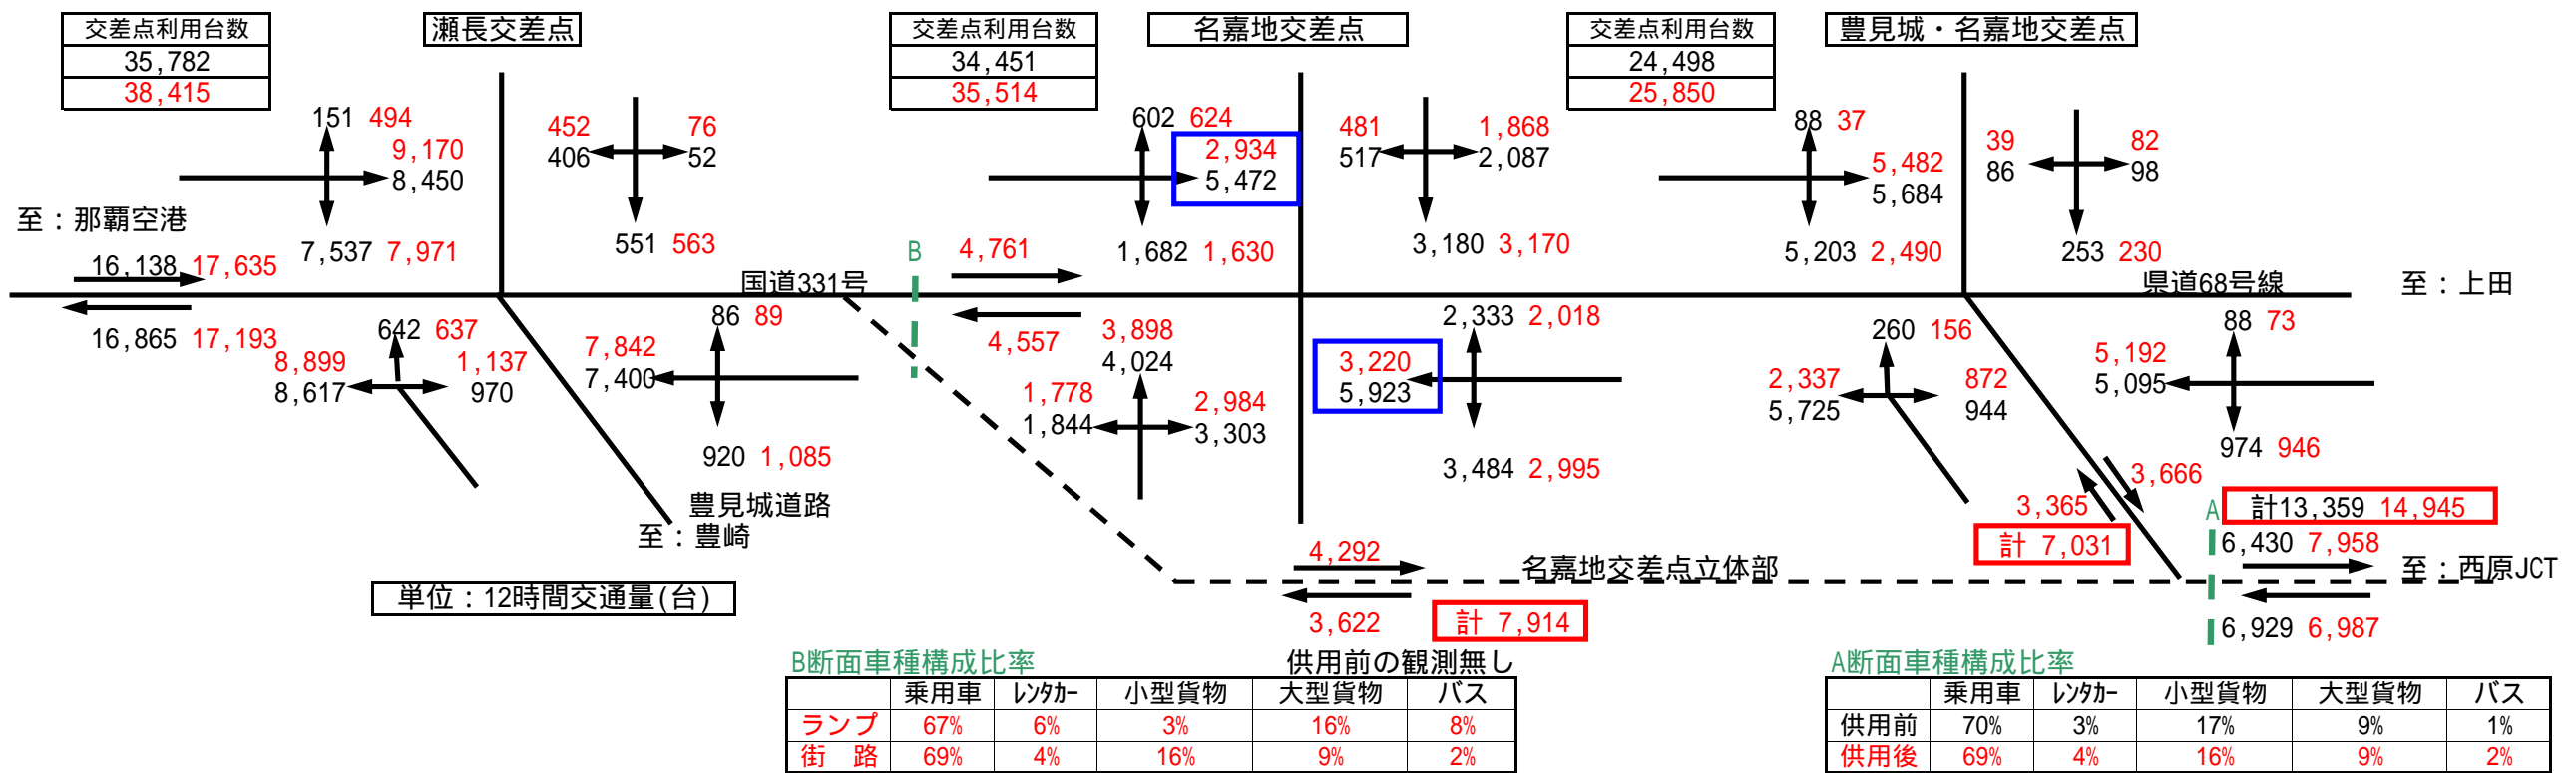 交差点利用台数
35,782
38,415
瀬長交差点
交差点利用台数
34,451
35,514
名嘉地交差点
交差点利用台数
24,498
25,850
豊見城・名嘉地交差点
151 494
9,170
8,450
7,537 7,971
452
406
76
52
551 563
602 624
2,934
5,472
1,682 1,630
481
517
1,868
2,087
3,180 3,170
88 37
5,482
5,684
5,203 2,490
39
86
82
98
253 230
至：那覇空港
16,138 17,635
国道331号
B
4,761
県道68号線
至：上田
16,865 17,193
642 637
8,899
8,617
1,137
970
86 89
7,842
7,400
920 1,085
4,557
3,898
4,024
1,778
1,844
2,984
3,303
2,333 2,018
3,220
5,923
3,484 2,995
260 156
2,337
5,725
872
944
88 73
5,192
5,095
974 946
豊見城道路
至：豊崎
3,666
3,365
計 7,031
A
計13,359 14,945
6,430 7,958
4,292
名嘉地交差点立体部
至：西原JCT
3,622
計 7,914
6,929 6,987
単位：12時間交通量(台)
B断面車種構成比率
供用前の観測無し
乗用車 ﾚﾝﾀｶｰ 小型貨物 大型貨物 バス
ランプ 67% 6% 3% 16% 8%
街　路 69% 4% 16% 9% 2%
A断面車種構成比率
乗用車 ﾚﾝﾀｶｰ 小型貨物 大型貨物 バス
供用前 70% 3% 17% 9% 1%
供用後 69% 4% 16% 9% 2%